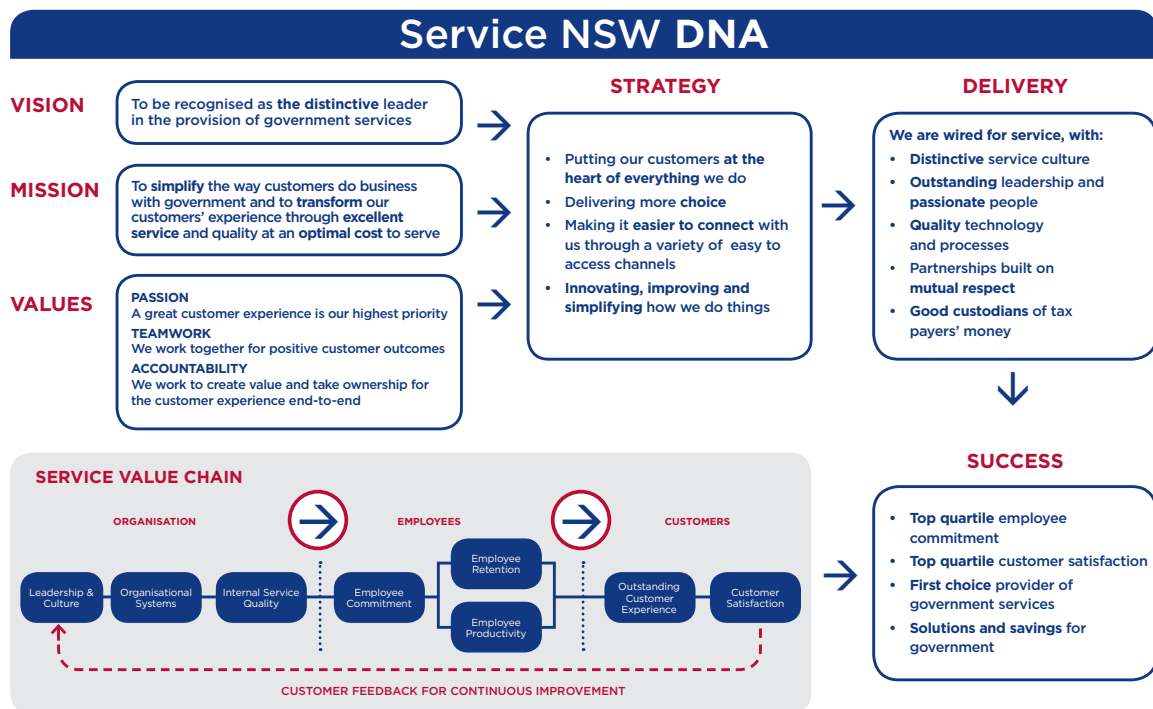 Service NSW DNA
VISION
To be recognised as the distinctive leader
in the provision of government services
MISSION
To simplify the way customers do business
with government and to transform our
customers' experience through excellent
service and quality at an optimal cost to serve
VALUES
PASSION
A great customer experience is our highest priority
TEAMWORK
We work together for positive customer outcomes
ACCOUNTABILITY
We work to create value and take ownership for
the customer experience end-to-end
STRATEGY
• Putting our customers at the
heart of everything we do
• Delivering more choice
• Making it easier to connect with
us through a variety of easy to
access channels
• Innovating, improving and
simplifying how we do things
DELIVERY
We are wired for service, with:
• Distinctive service culture
• Outstanding leadership and
passionate people
• Quality technology
and processes
• Partnerships built on
mutual respect
• Good custodians of tax
payers' money
SERVICE VALUE CHAIN
ORGANISATION
EMPLOYEES
CUSTOMERS
Leadership &
Culture
Organisational
Systems
Internal Service
Quality
Employee
Commitment
Employee
Retention
Employee
Productivity
Outstanding
Customer
Experience
Customer
Satisfaction
CUSTOMER FEEDBACK FOR CONTINUOUS IMPROVEMENT
SUCCESS
• Top quartile employee
commitment
• Top quartile customer satisfaction
• First choice provider of
government services
• Solutions and savings for
government